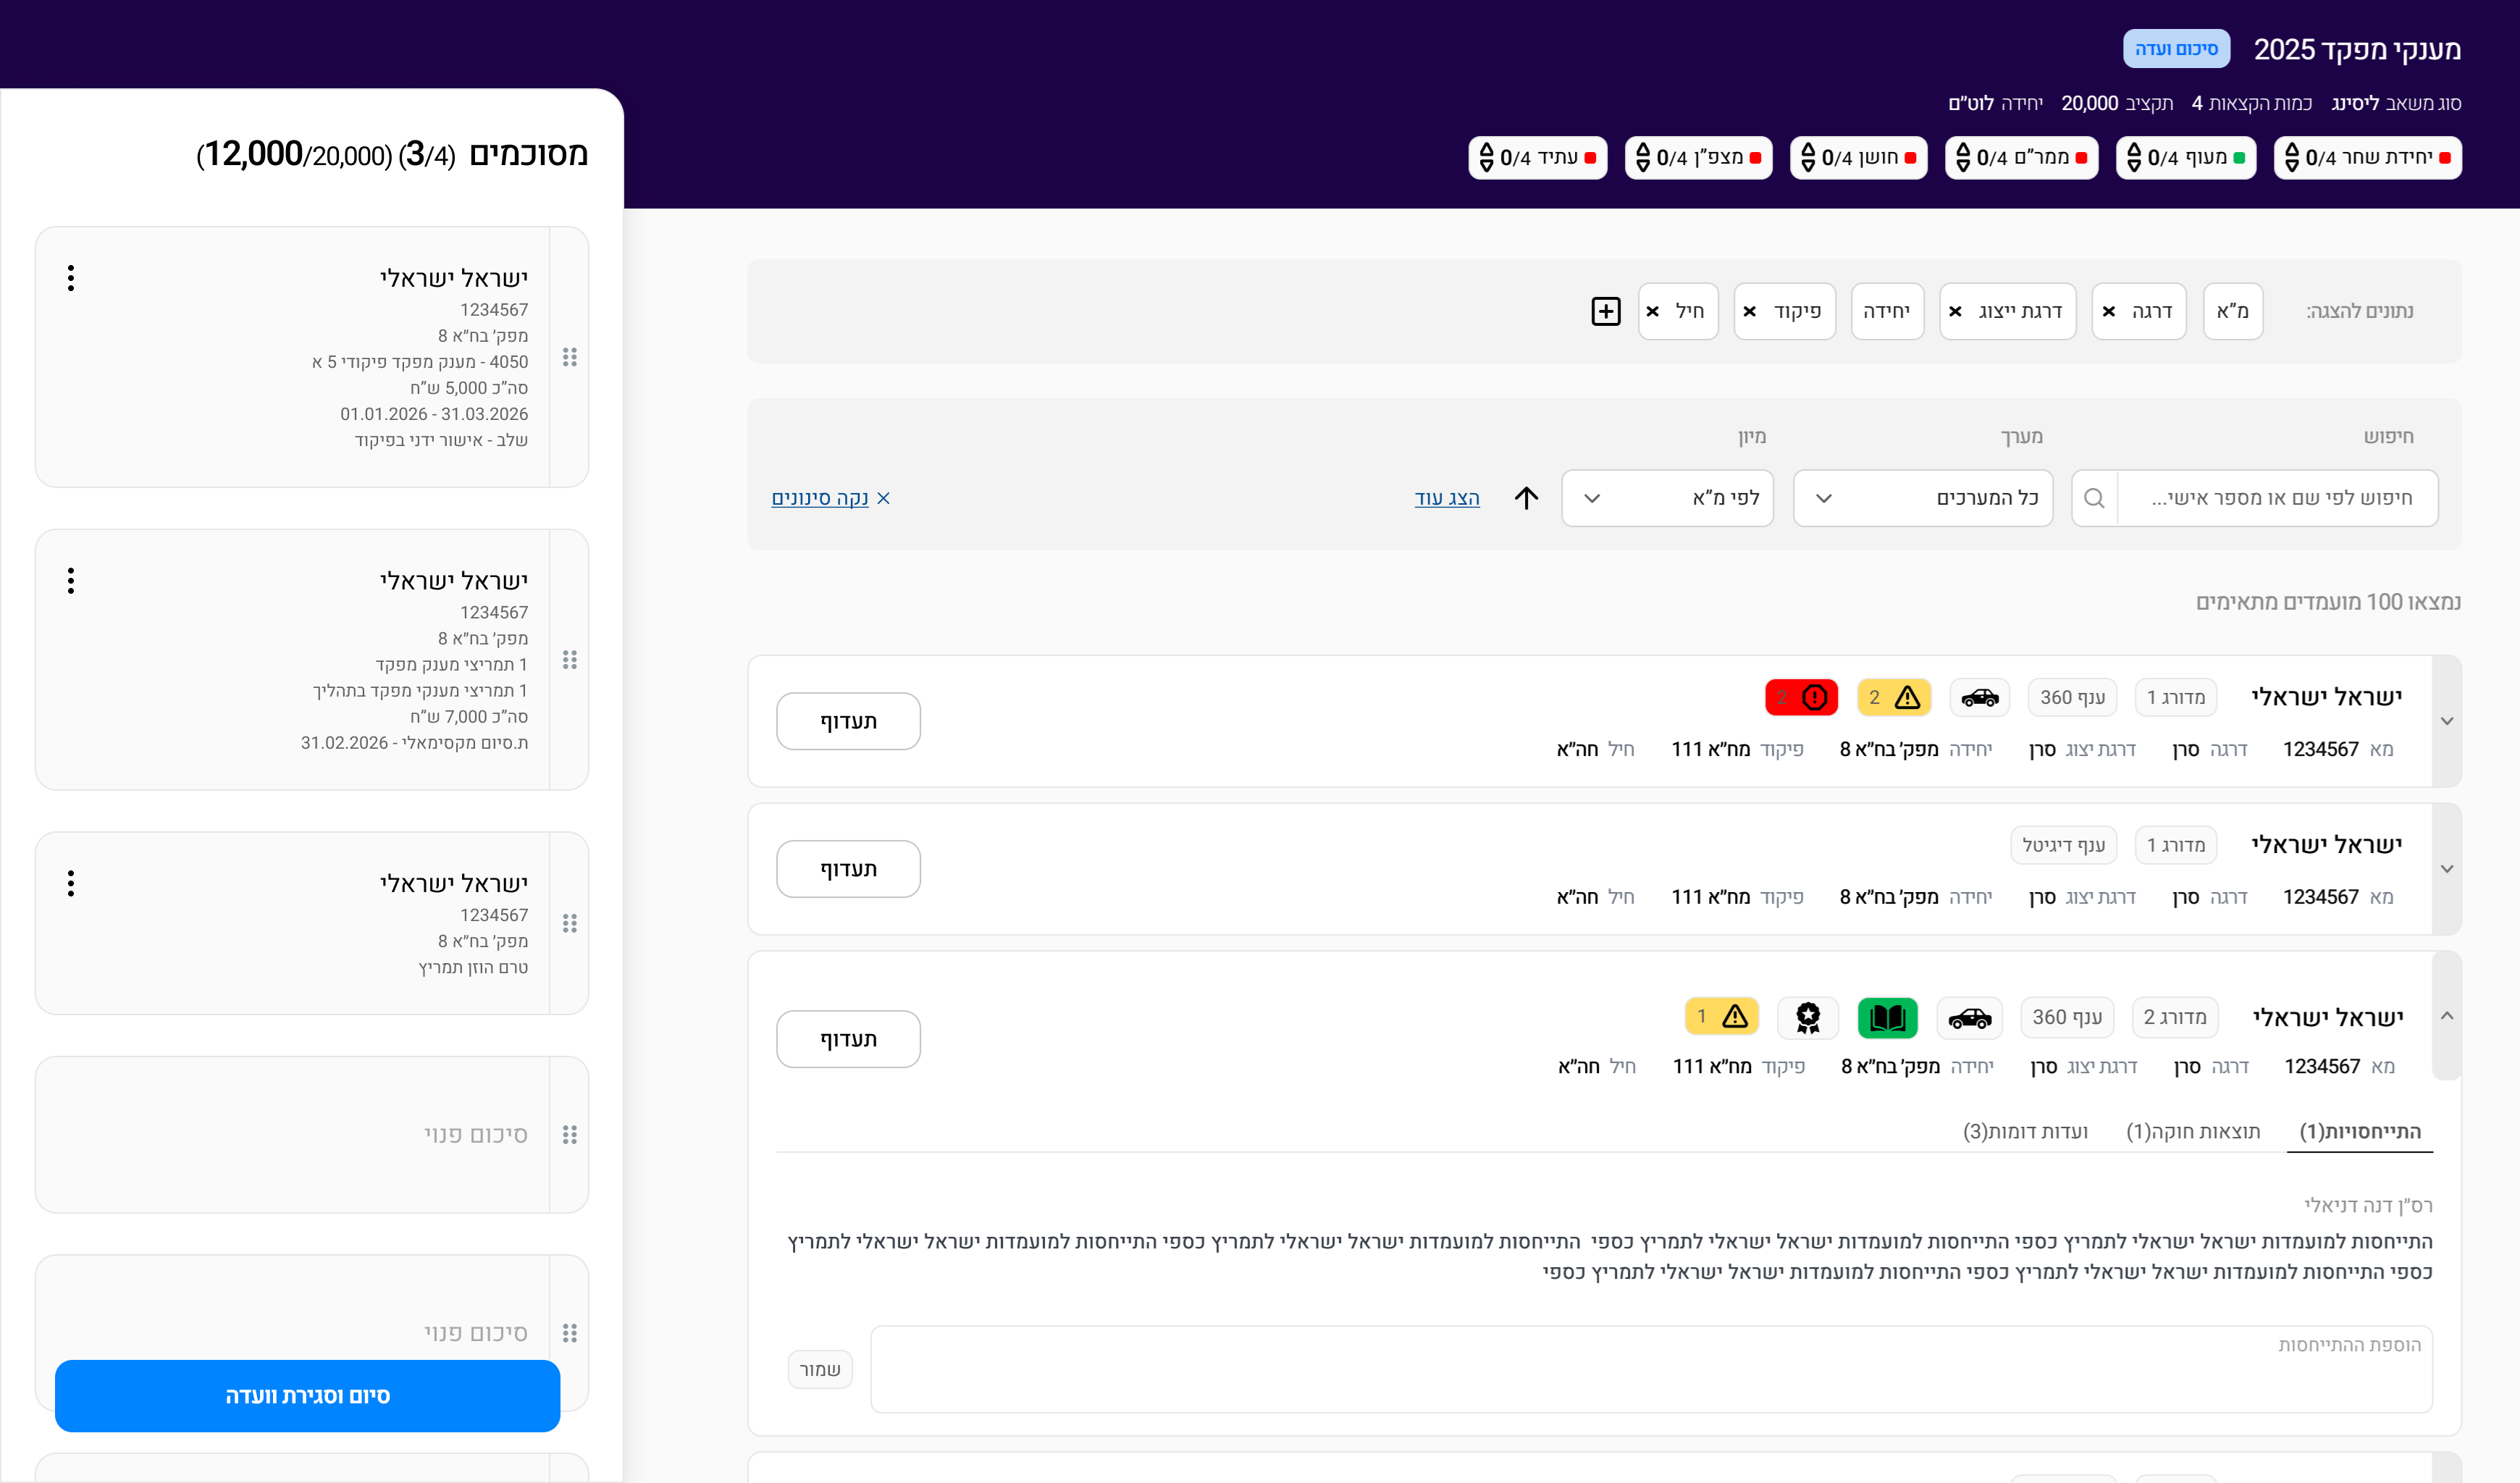 מענקי מפקד 2025 סיכום ועדה
סוג משאב ליסינג כמות הקצאות 4 תקציב 20,000 יחידה לוט"ם
יחידת שחר 0/4 מעוף 0/4 ממר"ם 0/4 חושן 0/4 מצפ"ן 0/4 עתיד 0/4
נתונים להצגה: מ"א דרגה דרגת ייצוג יחידה פיקוד חיל
חיפוש מערך מיון
חיפוש לפי שם או מספר אישי... כל המערכים לפי מ"א הצג עוד נקה סינונים
נמצאו 100 מועמדים מתאימים
ישראל ישראלי מדורג 1 ענף 360 2 2
מא 1234567 דרגה סרן דרגת יצוג סרן יחידה מפק' בח"א 8 פיקוד מח"א 111 חיל חה"א
תעדוף
ישראל ישראלי מדורג 1 ענף דיגיטל
מא 1234567 דרגה סרן דרגת יצוג סרן יחידה מפק' בח"א 8 פיקוד מח"א 111 חיל חה"א
תעדוף
ישראל ישראלי מדורג 2 ענף 360 1
מא 1234567 דרגה סרן דרגת יצוג סרן יחידה מפק' בח"א 8 פיקוד מח"א 111 חיל חה"א
תעדוף
התייחסויות(1) תוצאות חוקה(1) ועדות דומות(3)
רס"ן דנה דניאלי
התייחסות למועמדות ישראל ישראלי לתמריץ כספי התייחסות למועמדות ישראל ישראלי לתמריץ כספי התייחסות למועמדות ישראל ישראלי לתמריץ כספי התייחסות למועמדות ישראל ישראלי לתמריץ
כספי התייחסות למועמדות ישראל ישראלי לתמריץ כספי התייחסות למועמדות ישראל ישראלי לתמריץ כספי
הוספת ההתייחסות
שמור
מסוכמים (3/4) (12,000/20,000)
ישראל ישראלי
1234567
מפק' בח"א 8
4050 - מענק מפקד פיקודי 5 א
סה"כ 5,000 ש"ח
01.01.2026 - 31.03.2026
שלב - אישור ידני בפיקוד
ישראל ישראלי
1234567
מפק' בח"א 8
1 תמריצי מענק מפקד
1 תמריצי מענקי מפקד בתהליך
סה"כ 7,000 ש"ח
ת.סיום מקסימאלי - 31.02.2026
ישראל ישראלי
1234567
מפק' בח"א 8
טרם הוזן תמריץ
סיכום פנוי
סיכום פנוי
סיום וסגירת וועדה